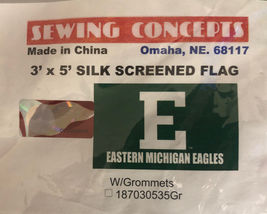 SEWING CONCEPTS
Made in China Omaha, NE. 68117
3' x 5' SILK SCREENED FLAG
E
EASTERN MICHIGAN EAGLES
W/Grommets
187030535Gr